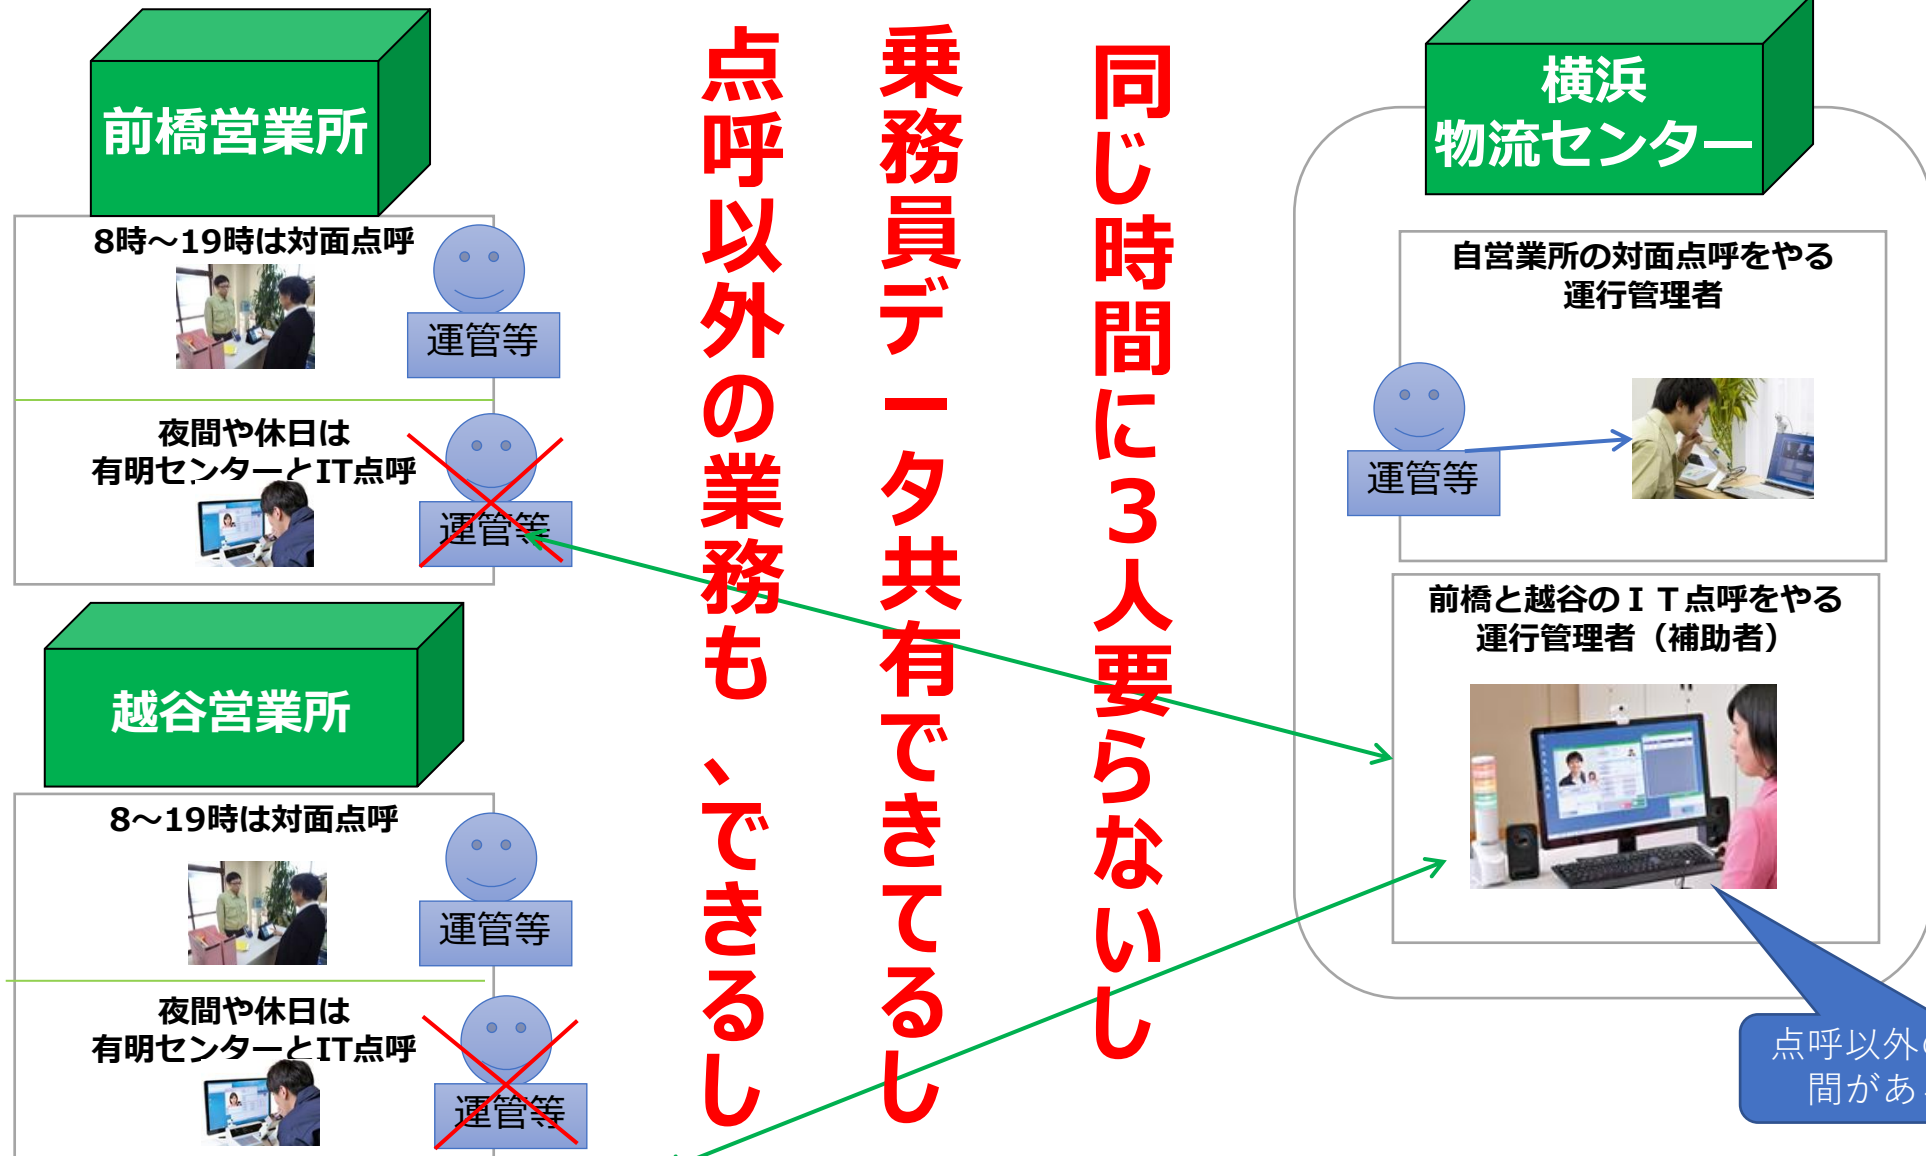 前橋営業所
8時～19時は対面点呼
運管等
夜間や休日は
有明センターとIT点呼
運管等
越谷営業所
8～19時は対面点呼
運管等
夜間や休日は
有明センターとIT点呼
運管等
同じ時間に３人要らないし
乗務員データ共有できてるし
点呼以外の業務も、できるし
横浜
物流センター
自営業所の対面点呼をやる
運行管理者
運管等
前橋と越谷のＩＴ点呼をやる
運行管理者（補助者）
点呼以外
間があ